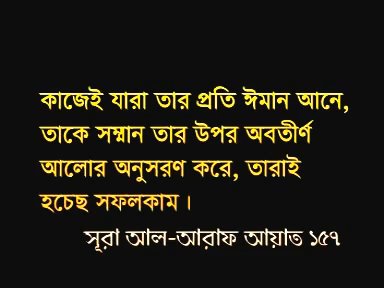 কাজেই যারা তার প্রতি ঈমান আনে,
তাকে সম্মান তার উপর অবতীর্ণ
আলোর অনুসরণ করে, তারাই
হচেছ সফলকাম।
সূরা আল-আরাফ আয়াত ১৫৭